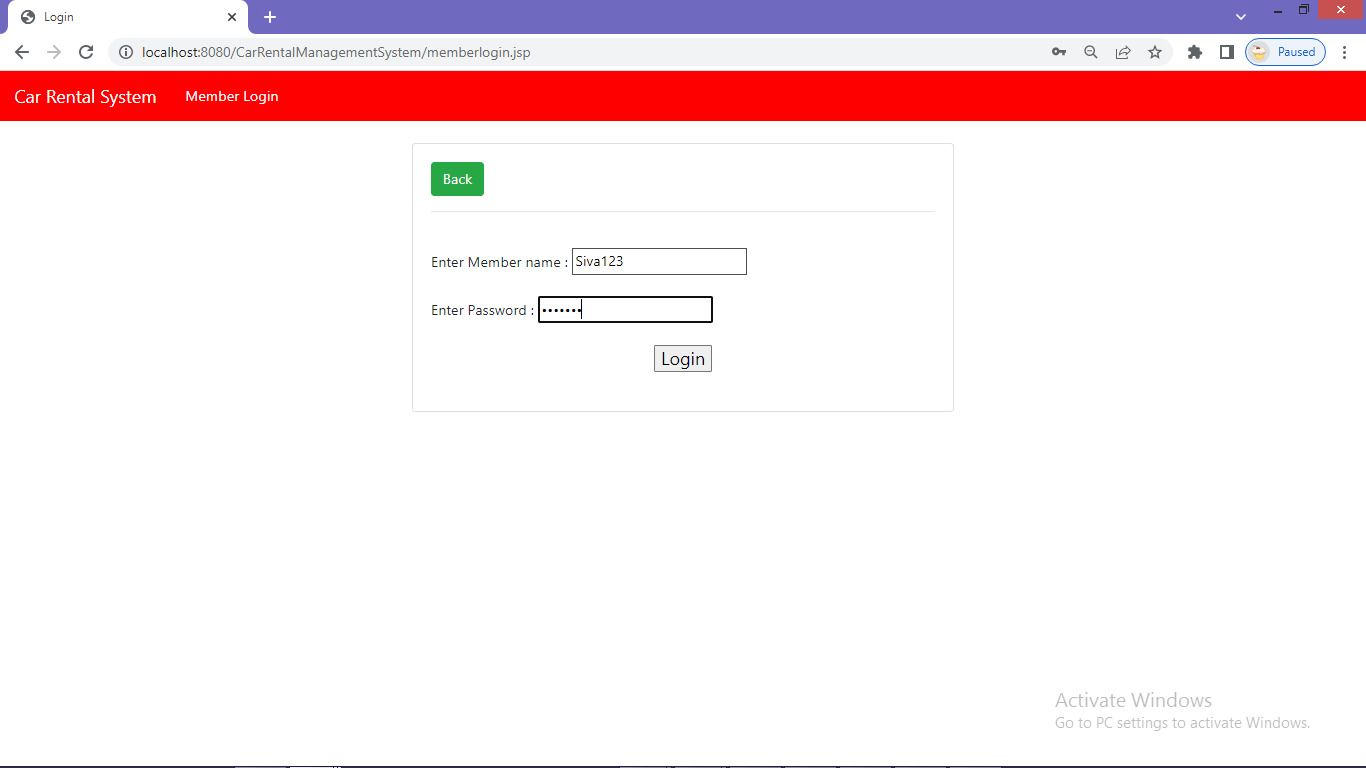 Login
localhost:8080/CarRentalManagementSystem/memberlogin.jsp
Paused
Car Rental System Member Login
Back
Enter Member name : Siva123
Enter Password : •••••••
Login
Activate Windows
Go to PC settings to activate Windows.